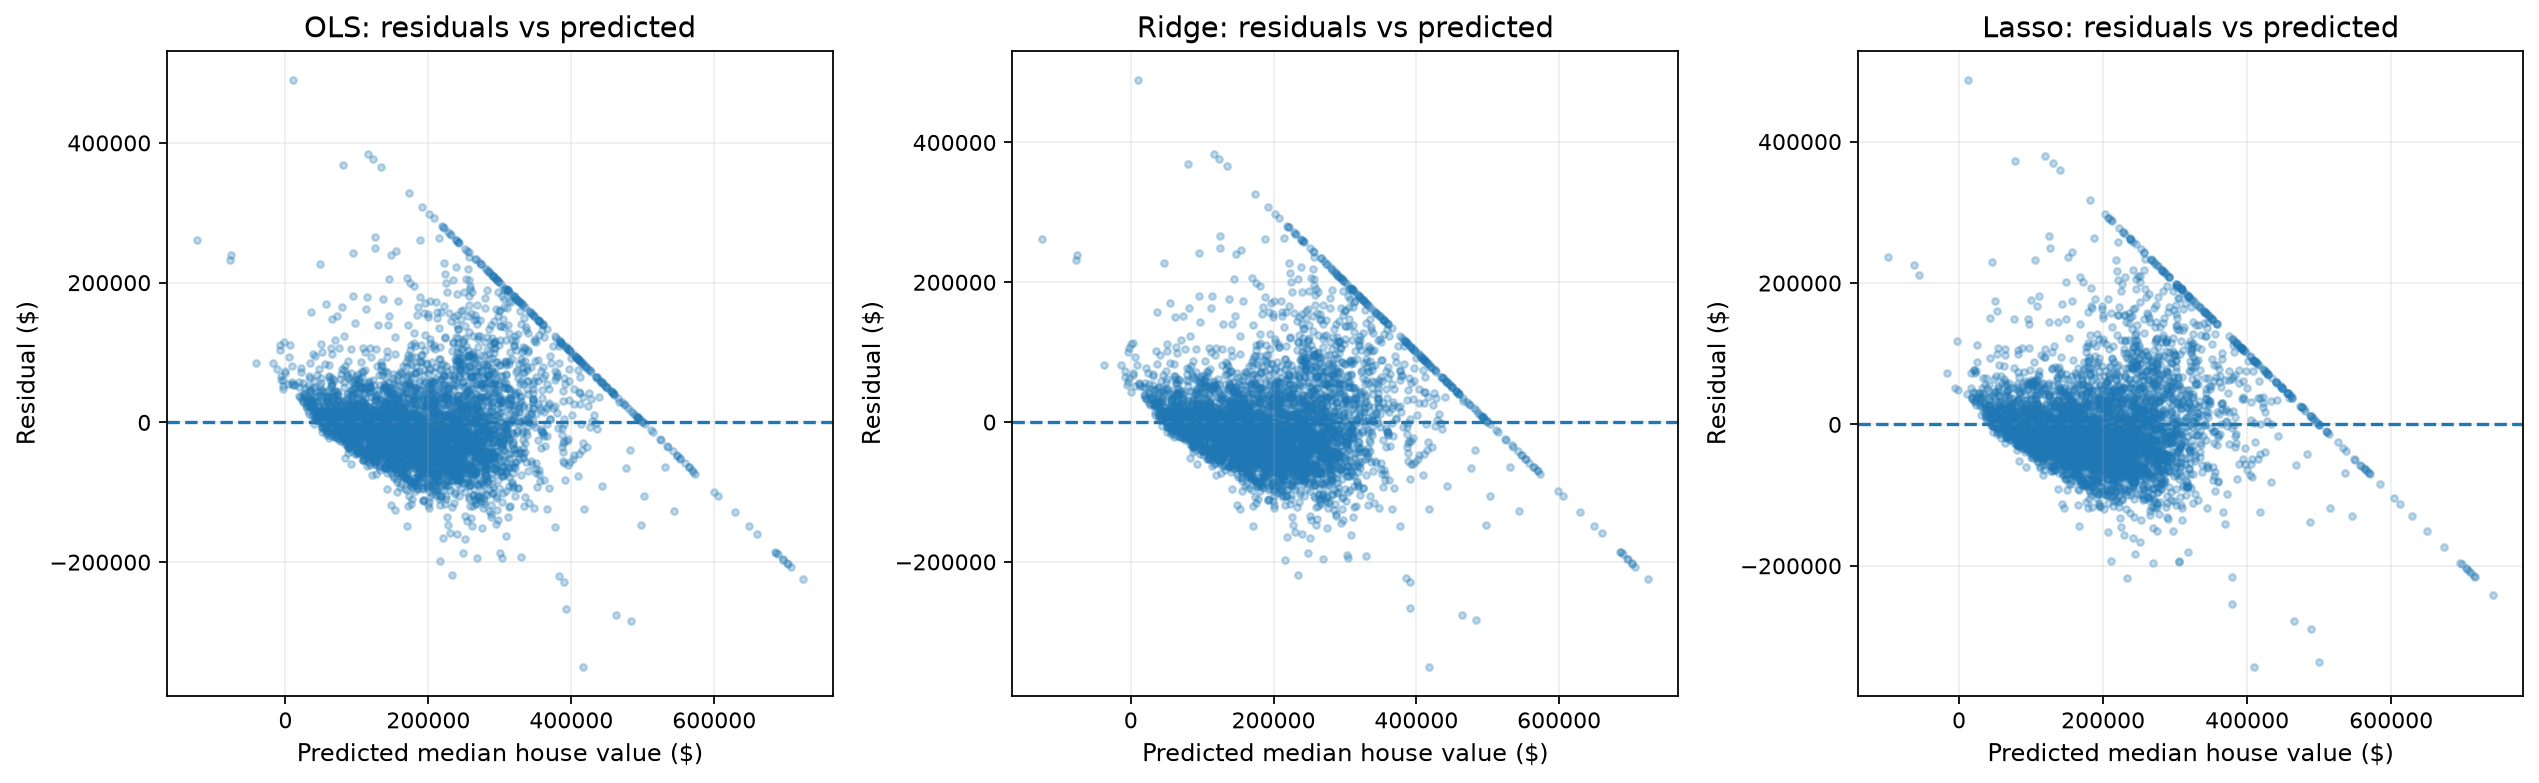 OLS: residuals vs predicted
Residual ($)
400000
200000
0
−200000
0
200000
400000
600000
Predicted median house value ($)
Ridge: residuals vs predicted
Residual ($)
400000
200000
0
−200000
0
200000
400000
600000
Predicted median house value ($)
Lasso: residuals vs predicted
Residual ($)
400000
200000
0
−200000
0
200000
400000
600000
Predicted median house value ($)